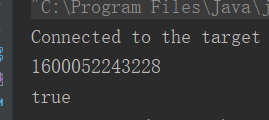 "C:\Program Files\Java\j
Connected to the target
1600052243228
true